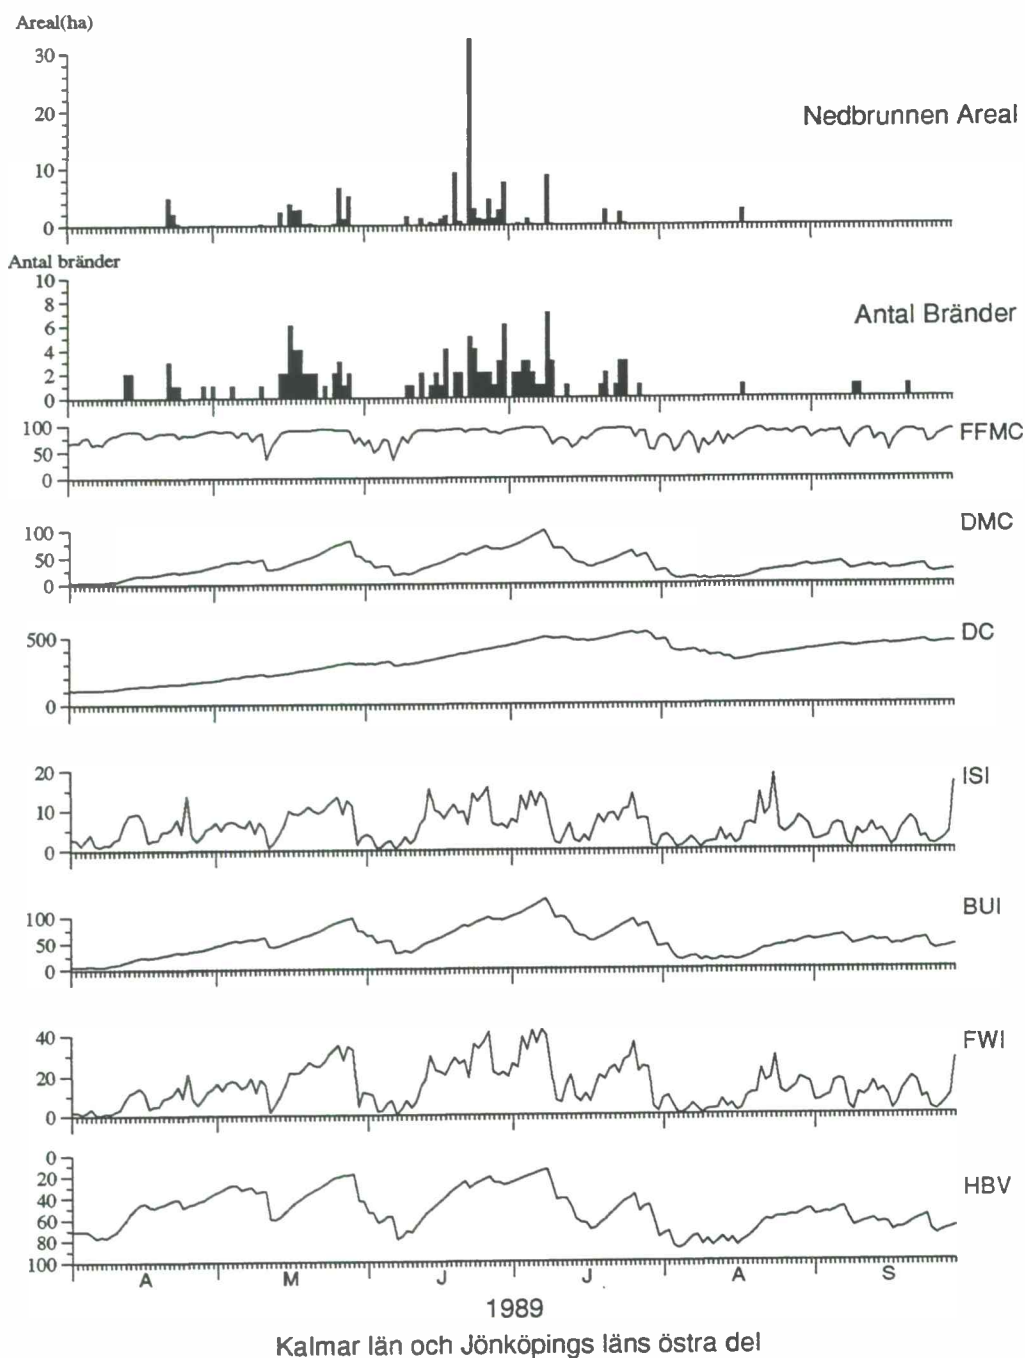 Areal(ha)
30
20
10
0
Nedbrunnen Areal
Antal bränder
10
8
6
4
2
0
Antal Bränder
100
50
0
FFMC
100
50
0
DMC
500
0
DC
20
10
0
ISI
100
50
0
BUI
40
20
0
FWI
0
20
40
60
80
100
HBV
A M J J A S
1989
Kalmar län och Jönköpings läns östra del